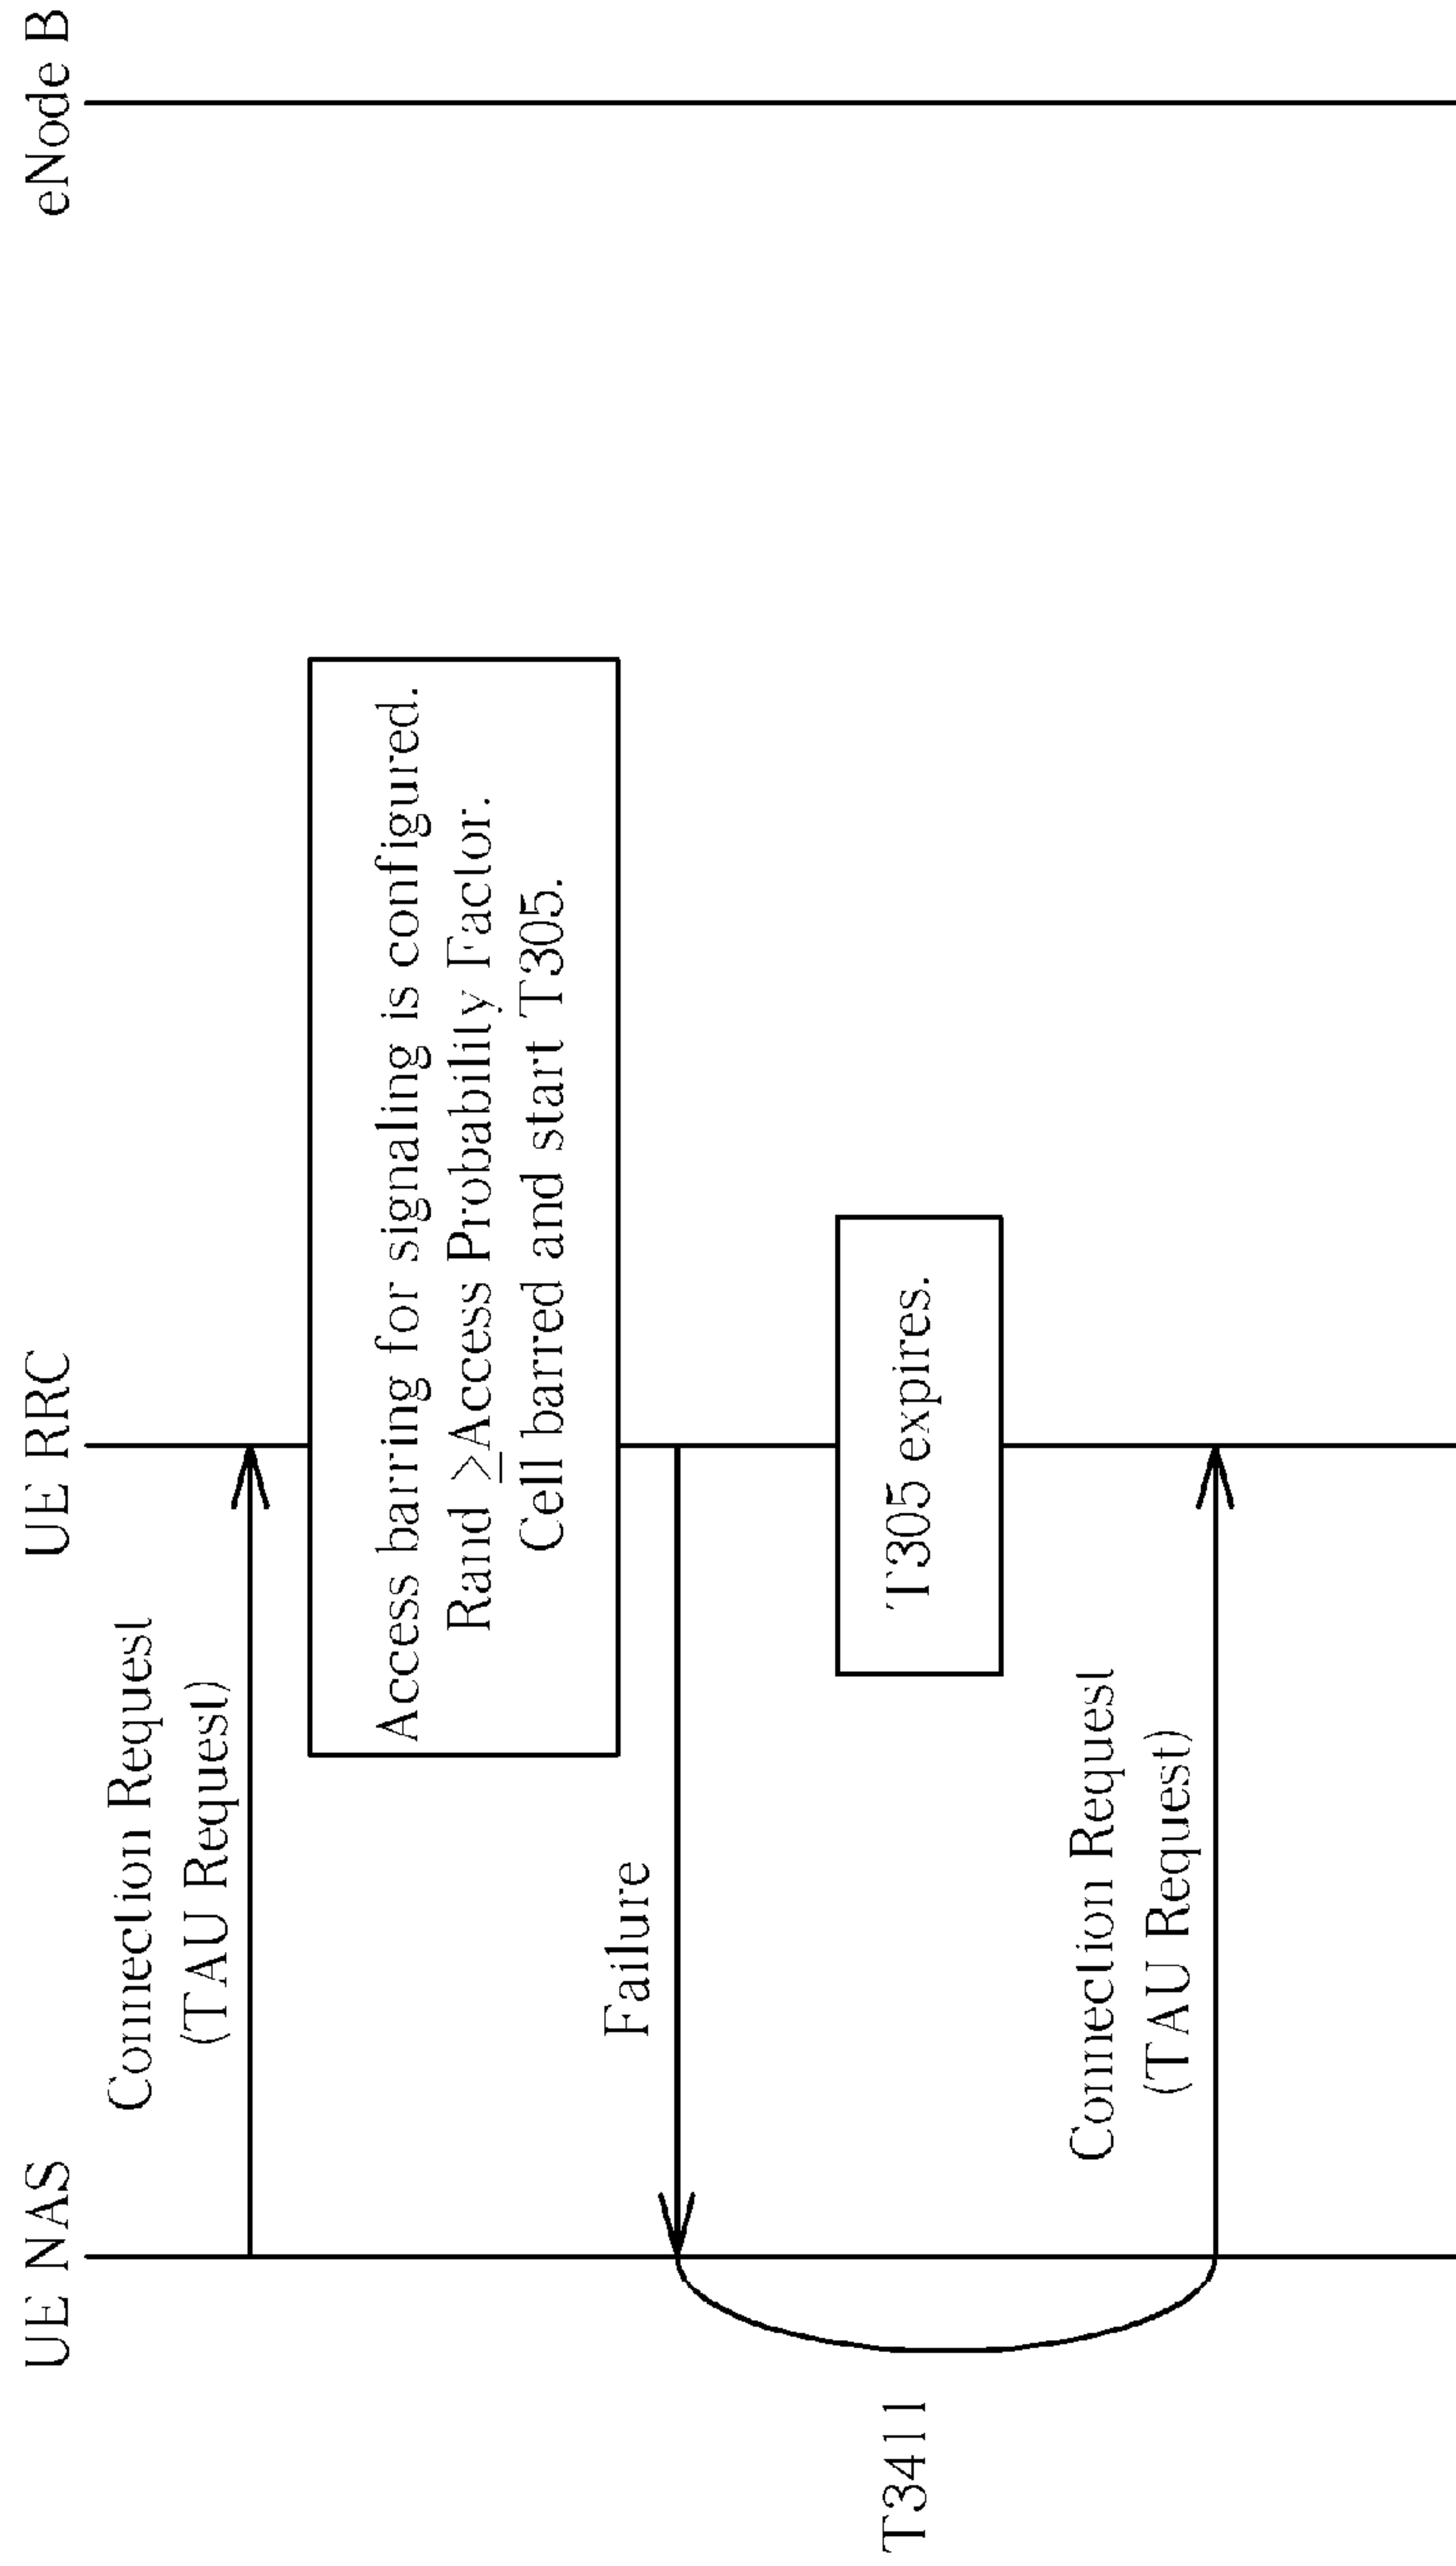 UE NAS
UE RRC
eNode B
Connection Request
(TAU Request)
Access barring for signaling is configured.
Rand ≥Access Probability Factor.
Cell barred and start T305.
Failure
T3411
T305 expires.
Connection Request
(TAU Request)